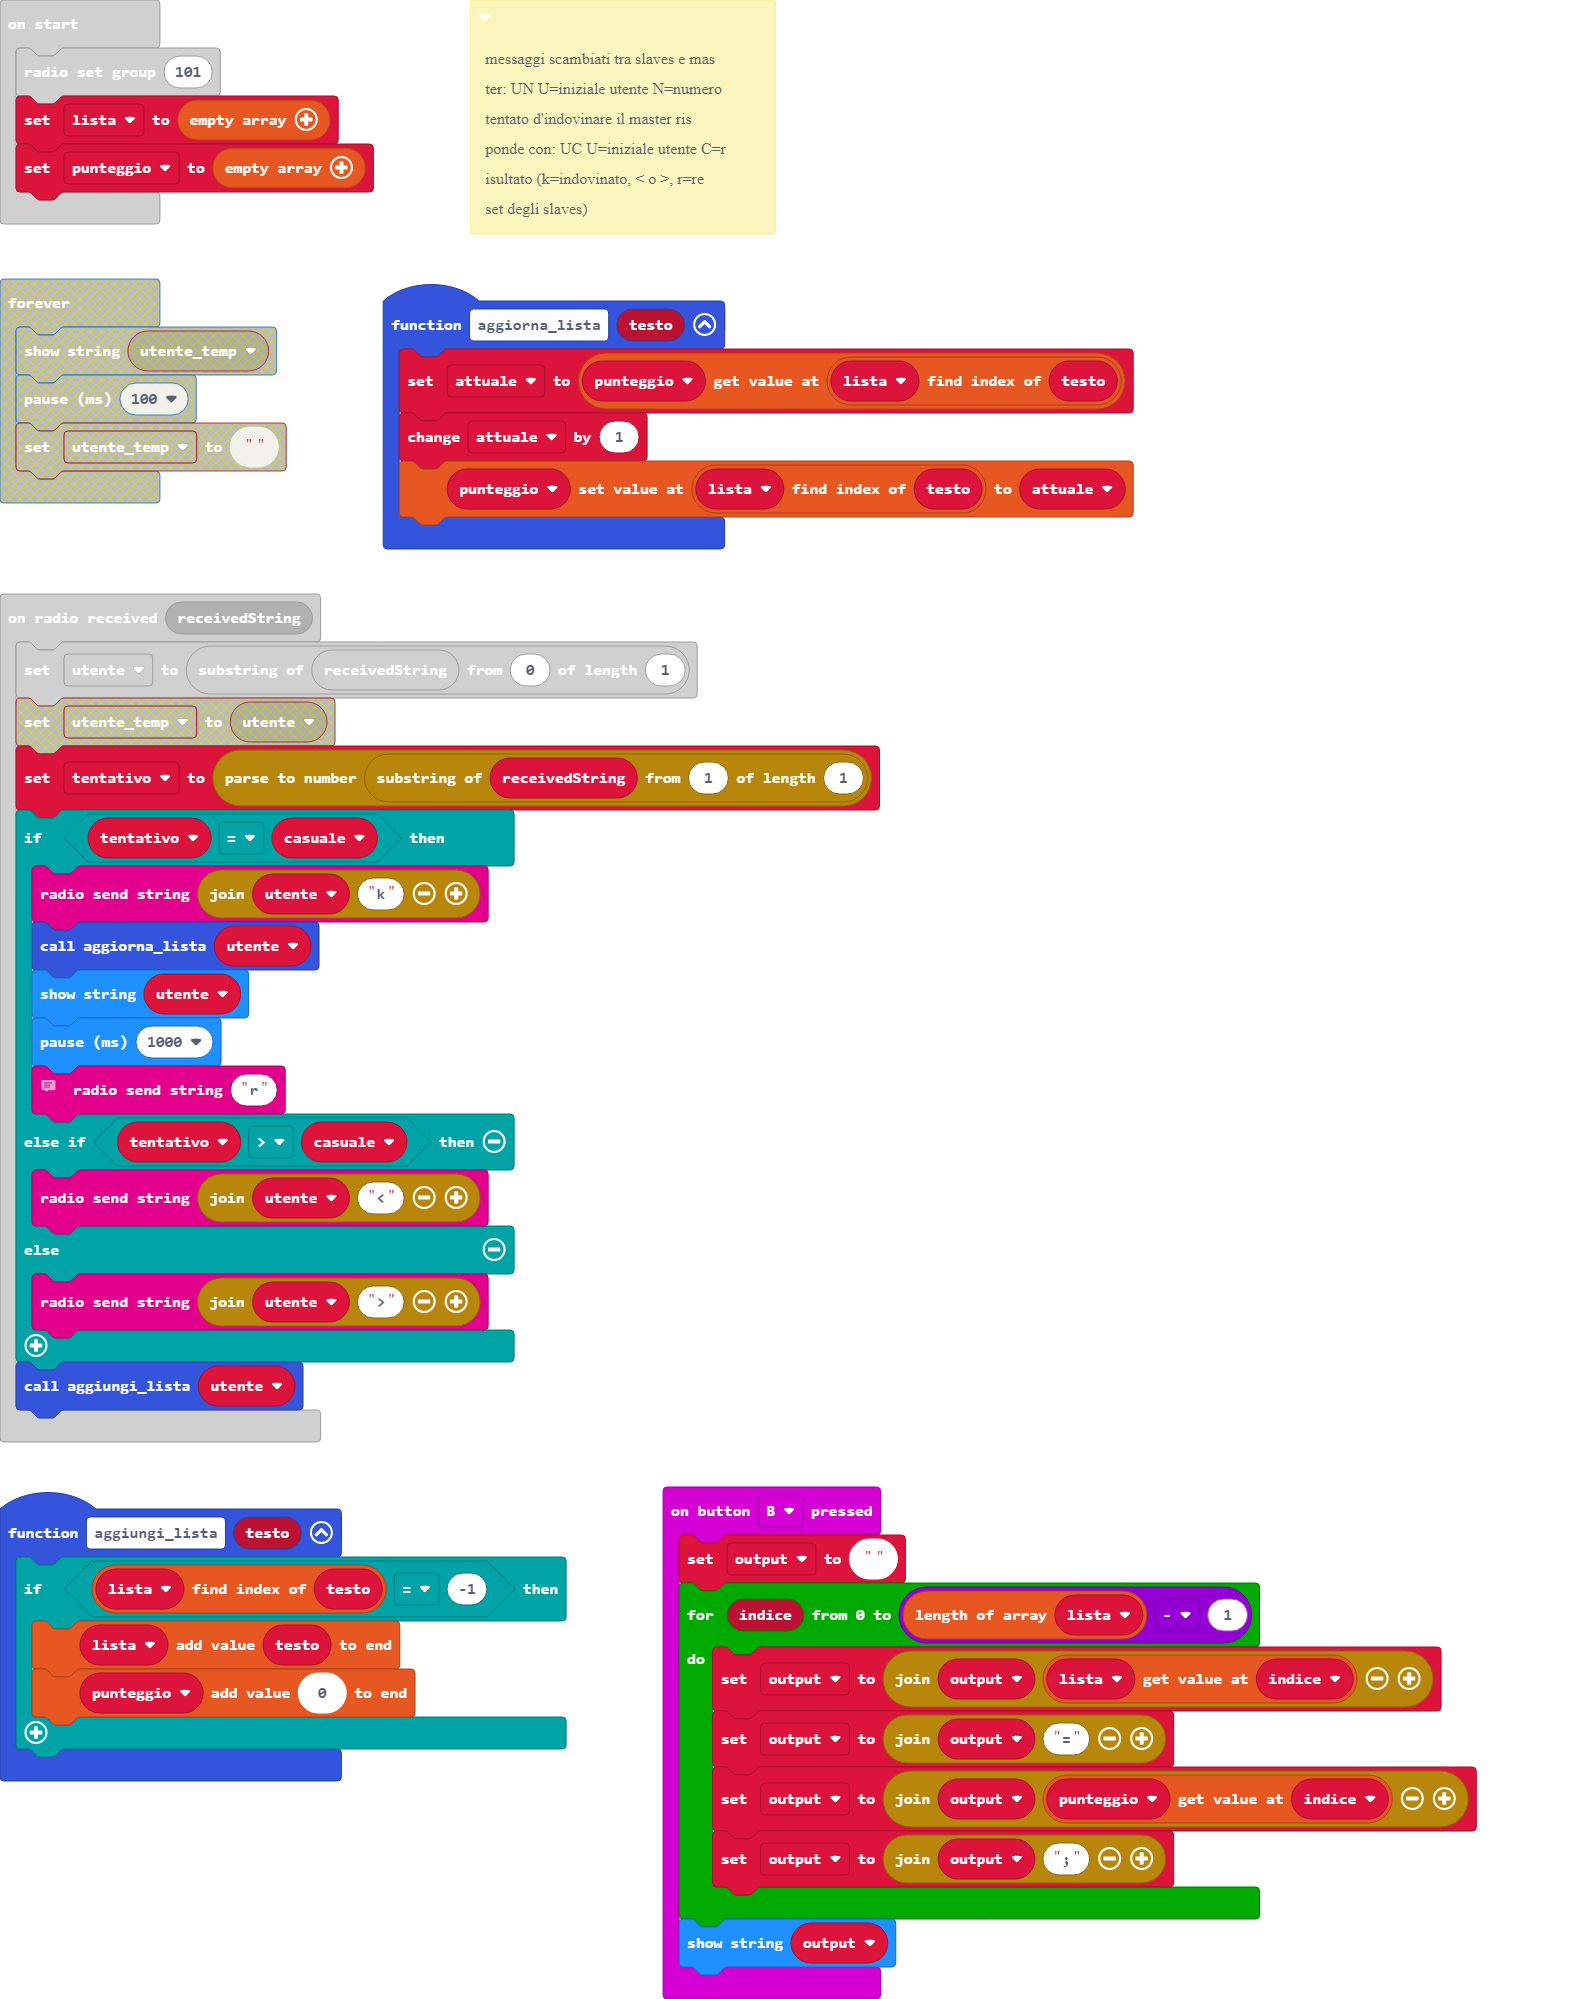 on start
radio set group 101
set lista to empty array
set punteggio to empty array
messaggi scambiati tra slaves e mas
ter: UN U=iniziale utente N=numero
tentato d'indovinare il master ris
ponde con: UC U=iniziale utente C=r
isultato (k=indovinato, < o >, r=re
set degli slaves)
forever
show string utente_temp
pause (ms) 100
set utente_temp to " "
function aggiorna_lista testo
set attuale to punteggio get value at lista find index of testo
change attuale by 1
punteggio set value at lista find index of testo to attuale
on radio received receivedString
set utente to substring of receivedString from 0 of length 1
set utente_temp to utente
set tentativo to parse to number substring of receivedString from 1 of length 1
if tentativo = casuale then
radio send string join utente "k"
call aggiorna_lista utente
show string utente
pause (ms) 1000
radio send string "r"
else if tentativo > casuale then
radio send string join utente "<"
else
radio send string join utente ">"
call aggiungi_lista utente
function aggiungi_lista testo
if lista find index of testo = -1 then
lista add value testo to end
punteggio add value 0 to end
on button B pressed
set output to " "
for indice from 0 to length of array lista - 1
do
set output to join output lista get value at indice
set output to join output "="
set output to join output punteggio get value at indice
set output to join output ";"
show string output